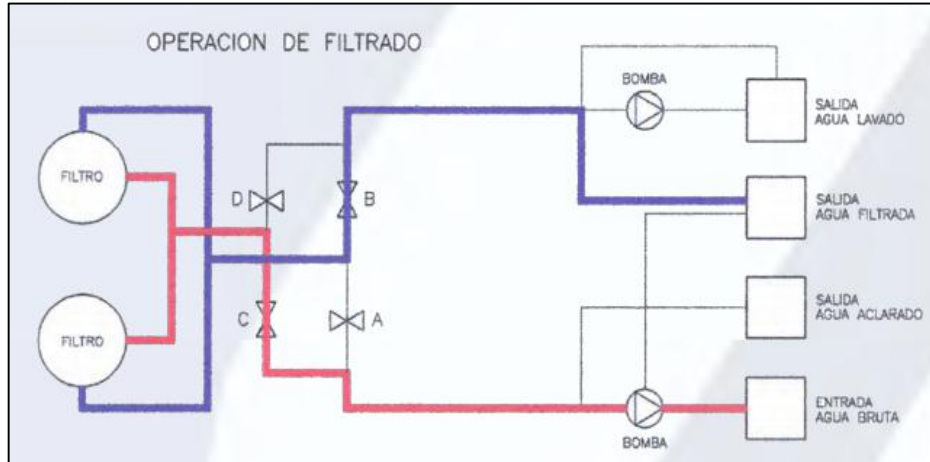 OPERACION DE FILTRADO
BOMBA
SALIDA
AGUA LAVADO
FILTRO
D
B
SALIDA
AGUA FILTRADA
C
A
SALIDA
AGUA ACLARADO
FILTRO
ENTRADA
AGUA BRUTA
BOMBA